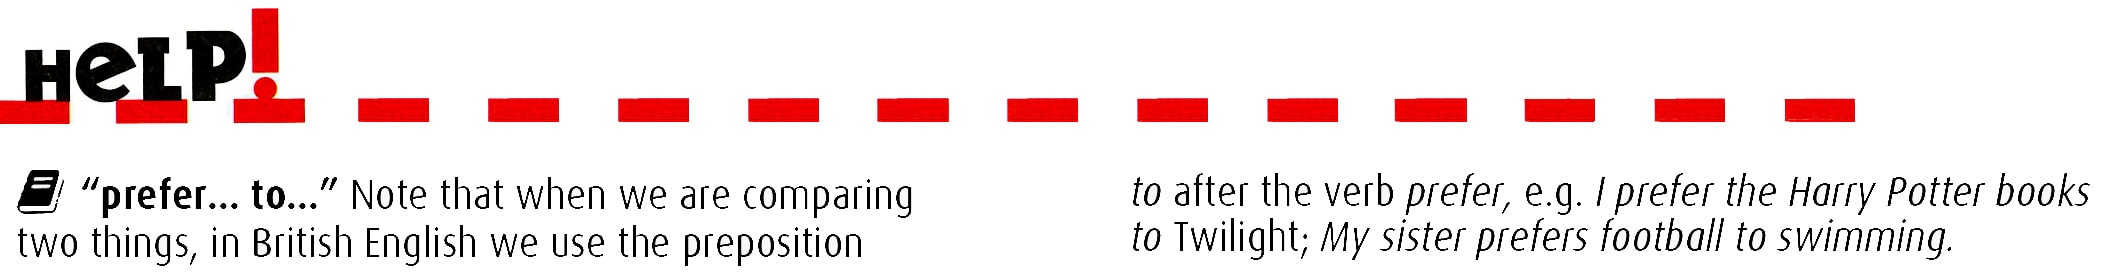 HeLP!
“prefer... to...” Note that when we are comparing
two things, in British English we use the preposition
to after the verb prefer, e.g. I prefer the Harry Potter books
to Twilight; My sister prefers football to swimming.